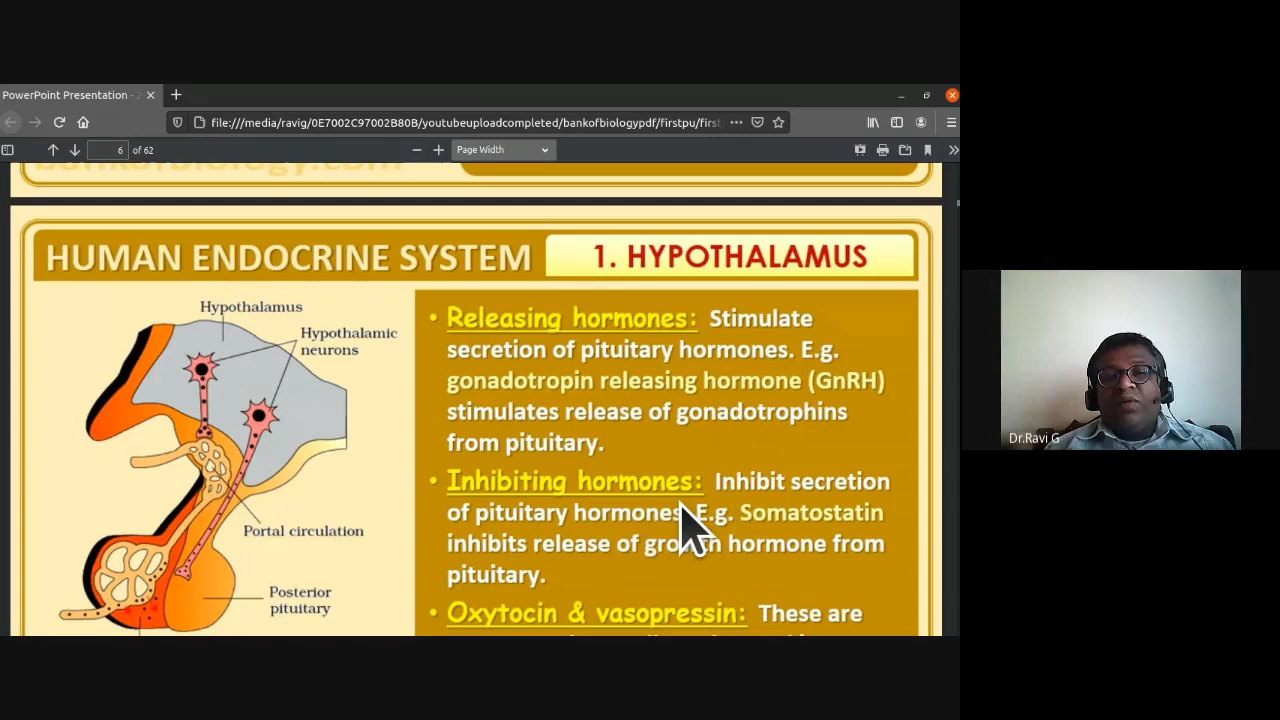 PowerPoint Presentation -
file:///media/ravig/0E7002C97002B80B/youtubeuploadcompleted/bankofbiologypdf/firstpu/first
6 of 62
Page Width
bankofbiology.com
HUMAN ENDOCRINE SYSTEM
1. HYPOTHALAMUS
Hypothalamus
Hypothalamic
neurons
Portal circulation
Posterior
pituitary
• Releasing hormones: Stimulate
secretion of pituitary hormones. E.g.
gonadotropin releasing hormone (GnRH)
stimulates release of gonadotrophins
from pituitary.
• Inhibiting hormones: Inhibit secretion
of pituitary hormones. E.g. Somatostatin
inhibits release of growth hormone from
pituitary.
• Oxytocin & vasopressin: These are
Dr.Ravi G